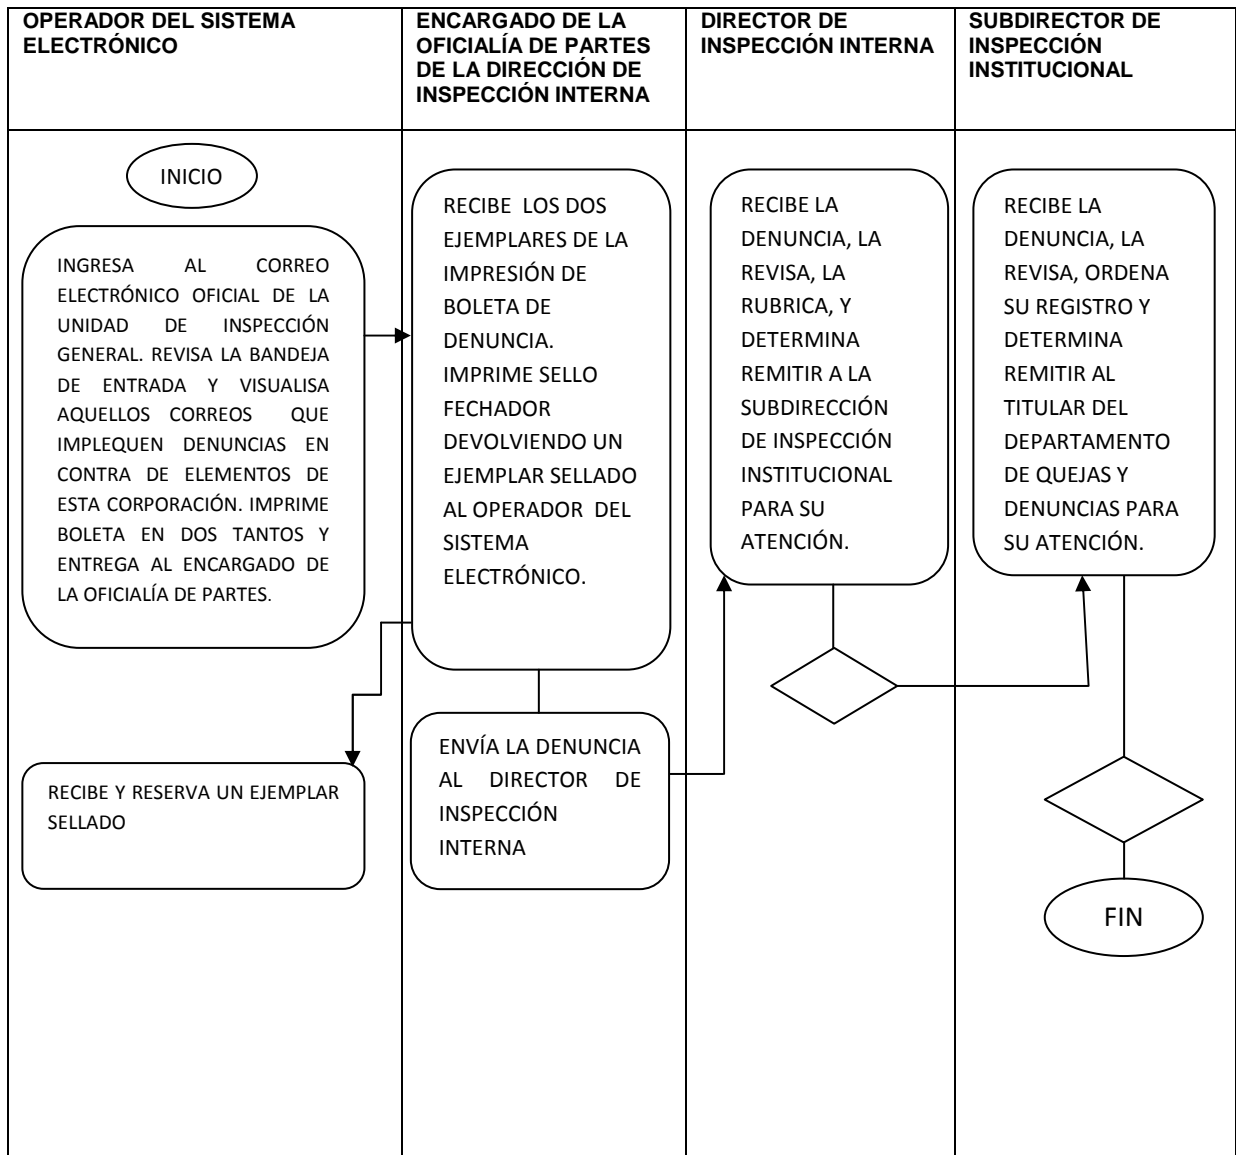 OPERADOR DEL SISTEMA
ELECTRÓNICO
ENCARGADO DE LA
OFICIALÍA DE PARTES
DE LA DIRECCIÓN DE
INSPECCIÓN INTERNA
DIRECTOR DE
INSPECCIÓN INTERNA
SUBDIRECTOR DE
INSPECCIÓN
INSTITUCIONAL
INICIO
INGRESA AL CORREO
ELECTRÓNICO OFICIAL DE LA
UNIDAD DE INSPECCIÓN
GENERAL. REVISA LA BANDEJA
DE ENTRADA Y VISUALISA
AQUELLOS CORREOS QUE
IMPLEQUEN DENUNCIAS EN
CONTRA DE ELEMENTOS DE
ESTA CORPORACIÓN. IMPRIME
BOLETA EN DOS TANTOS Y
ENTREGA AL ENCARGADO DE
LA OFICIALÍA DE PARTES.
RECIBE Y RESERVA UN EJEMPLAR
SELLADO
RECIBE LOS DOS
EJEMPLARES DE LA
IMPRESIÓN DE
BOLETA DE
DENUNCIA.
IMPRIME SELLO
FECHADOR
DEVOLVIENDO UN
EJEMPLAR SELLADO
AL OPERADOR DEL
SISTEMA
ELECTRÓNICO.
ENVÍA LA DENUNCIA
AL DIRECTOR DE
INSPECCIÓN
INTERNA
RECIBE LA
DENUNCIA, LA
REVISA, LA
RUBRICA, Y
DETERMINA
REMITIR A LA
SUBDIRECCIÓN
DE INSPECCIÓN
INSTITUCIONAL
PARA SU
ATENCIÓN.
RECIBE LA
DENUNCIA, LA
REVISA, ORDENA
SU REGISTRO Y
DETERMINA
REMITIR AL
TITULAR DEL
DEPARTAMENTO
DE QUEJAS Y
DENUNCIAS PARA
SU ATENCIÓN.
FIN